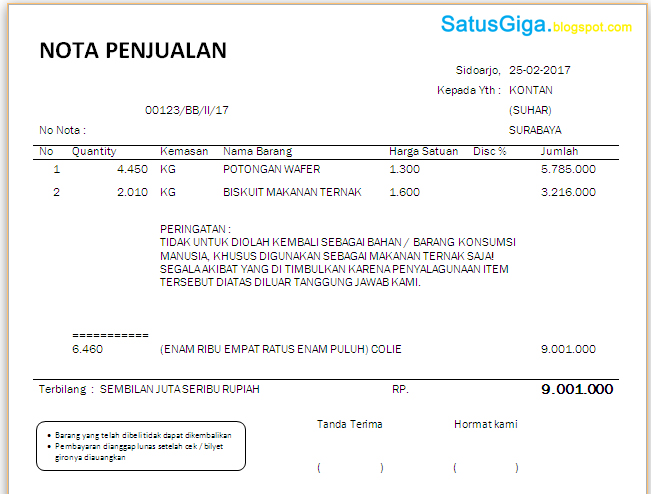 SatusGiga.blogspot.com
NOTA PENJUALAN
Sidoarjo, 25-02-2017
Kepada Yth : KONTAN
00123/BB/II/17 (SUHAR)
No Nota : SURABAYA
No Quantity Kemasan Nama Barang Harga Satuan Disc % Jumlah
1 4.450 KG POTONGAN WAFER 1.300 5.785.000
2 2.010 KG BISKUIT MAKANAN TERNAK 1.600 3.216.000
PERINGATAN :
TIDAK UNTUK DIOLAH KEMBALI SEBAGAI BAHAN / BARANG KONSUMSI
MANUSIA, KHUSUS DIGUNAKAN SEBAGAI MAKANAN TERNAK SAJA!
SEGALA AKIBAT YANG DI TIMBULKAN KARENA PENYALAGUNAAN ITEM
TERSEBUT DIATAS DILUAR TANGGUNG JAWAB KAMI.
===========
6.460 (ENAM RIBU EMPAT RATUS ENAM PULUH) COLIE 9.001.000
Terbilang : SEMBILAN JUTA SERIBU RUPIAH RP. 9.001.000
Tanda Terima Hormat kami
• Barang yang telah dibeli tidak dapat dikembalikan
• Pembayaran dianggap lunas setelah cek / bilyet
gironya diauangkan
( ) ( )